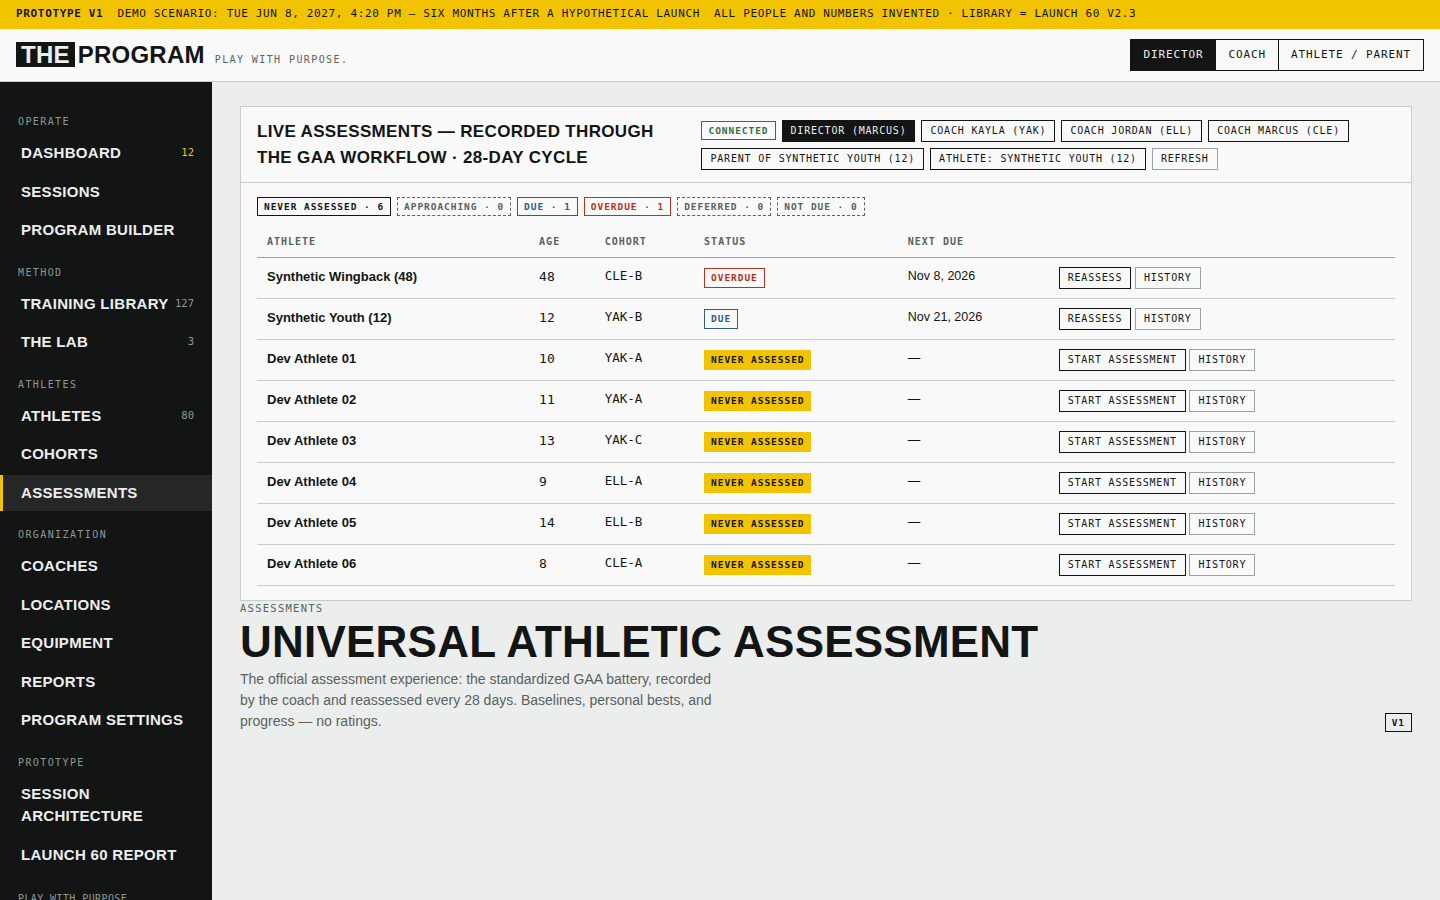 PROTOTYPE V1 DEMO SCENARIO: TUE JUN 8, 2027, 4:20 PM — SIX MONTHS AFTER A HYPOTHETICAL LAUNCH ALL PEOPLE AND NUMBERS INVENTED · LIBRARY = LAUNCH 60 V2.3
THE PROGRAM PLAY WITH PURPOSE.
DIRECTOR COACH ATHLETE / PARENT
OPERATE
DASHBOARD 12
SESSIONS
PROGRAM BUILDER
METHOD
TRAINING LIBRARY 127
THE LAB 3
ATHLETES
ATHLETES 80
COHORTS
ASSESSMENTS
ORGANIZATION
COACHES
LOCATIONS
EQUIPMENT
REPORTS
PROGRAM SETTINGS
PROTOTYPE
SESSION
ARCHITECTURE
LAUNCH 60 REPORT
PLAY WITH PURPOSE
LIVE ASSESSMENTS — RECORDED THROUGH
THE GAA WORKFLOW · 28-DAY CYCLE
CONNECTED DIRECTOR (MARCUS) COACH KAYLA (YAK) COACH JORDAN (ELL) COACH MARCUS (CLE)
PARENT OF SYNTHETIC YOUTH (12) ATHLETE: SYNTHETIC YOUTH (12) REFRESH
NEVER ASSESSED · 6 APPROACHING · 0 DUE · 1 OVERDUE · 1 DEFERRED · 0 NOT DUE · 0
ATHLETE AGE COHORT STATUS NEXT DUE
Synthetic Wingback (48) 48 CLE-B OVERDUE Nov 8, 2026 REASSESS HISTORY
Synthetic Youth (12) 12 YAK-B DUE Nov 21, 2026 REASSESS HISTORY
Dev Athlete 01 10 YAK-A NEVER ASSESSED — START ASSESSMENT HISTORY
Dev Athlete 02 11 YAK-A NEVER ASSESSED — START ASSESSMENT HISTORY
Dev Athlete 03 13 YAK-C NEVER ASSESSED — START ASSESSMENT HISTORY
Dev Athlete 04 9 ELL-A NEVER ASSESSED — START ASSESSMENT HISTORY
Dev Athlete 05 14 ELL-B NEVER ASSESSED — START ASSESSMENT HISTORY
Dev Athlete 06 8 CLE-A NEVER ASSESSED — START ASSESSMENT HISTORY
ASSESSMENTS
UNIVERSAL ATHLETIC ASSESSMENT
The official assessment experience: the standardized GAA battery, recorded
by the coach and reassessed every 28 days. Baselines, personal bests, and
progress — no ratings.
V1